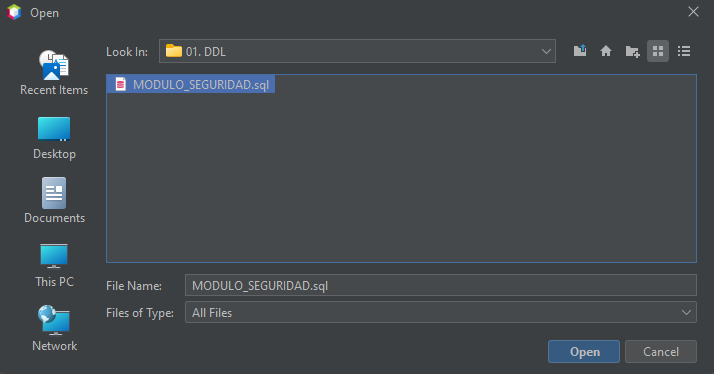 Open
Look In:
01. DDL
MODULO_SEGURIDAD.sql
Recent Items
Desktop
Documents
This PC
Network
File Name:
MODULO_SEGURIDAD.sql
Files of Type:
All Files
Open
Cancel